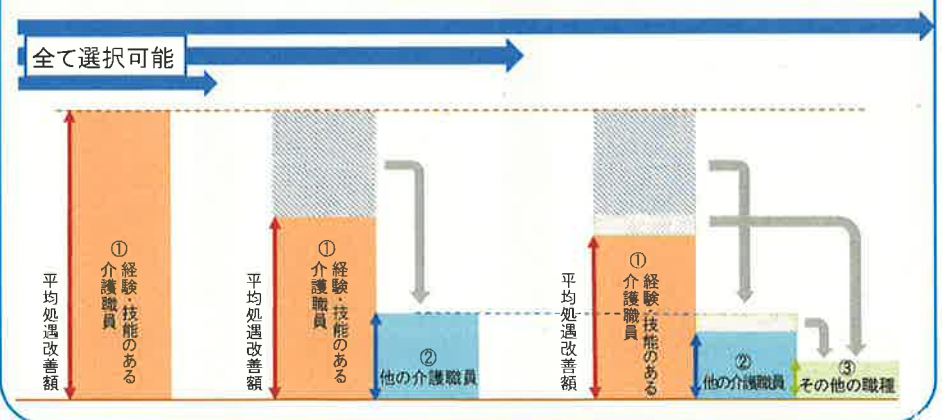 全て選択可能
平均処遇改善額
①
経験・技能のある
介護職員
平均処遇改善額
①
経験・技能のある
介護職員
②
他の介護職員
平均処遇改善額
①
経験・技能のある
介護職員
②
他の介護職員
③
その他の職種